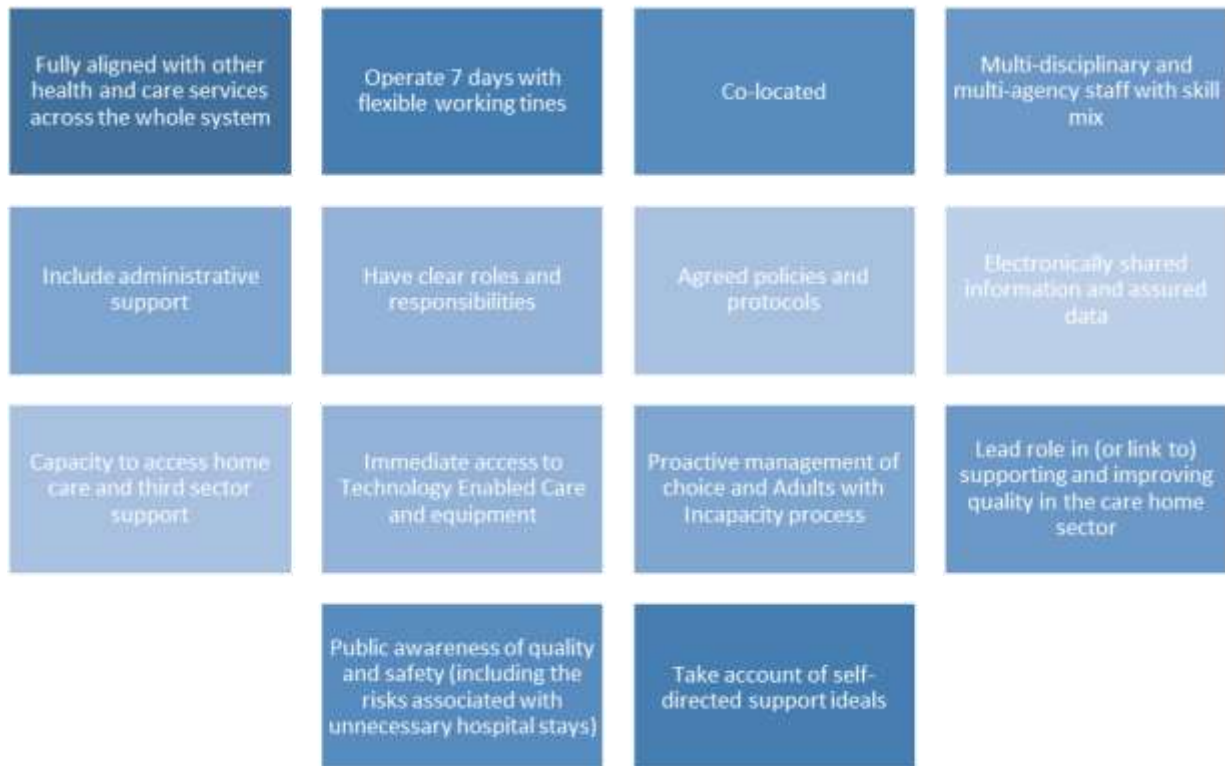 Fully aligned with other
health and care services
across the whole system
Operate 7 days with
flexible working tines
Co-located
Multi-disciplinary and
multi-agency staff with skill
mix
Include administrative
support
Have clear roles and
responsibilities
Agreed policies and
protocols
Electronically shared
information and assured
data
Capacity to access home
care and third sector
support
Immediate access to
Technology Enabled Care
and equipment
Proactive management of
choice and Adults with
Incapacity process
Lead role in (or link to)
supporting and improving
quality in the care home
sector
Public awareness of quality
and safety (including the
risks associated with
unnecessary hospital stays)
Take account of self-
directed support ideals